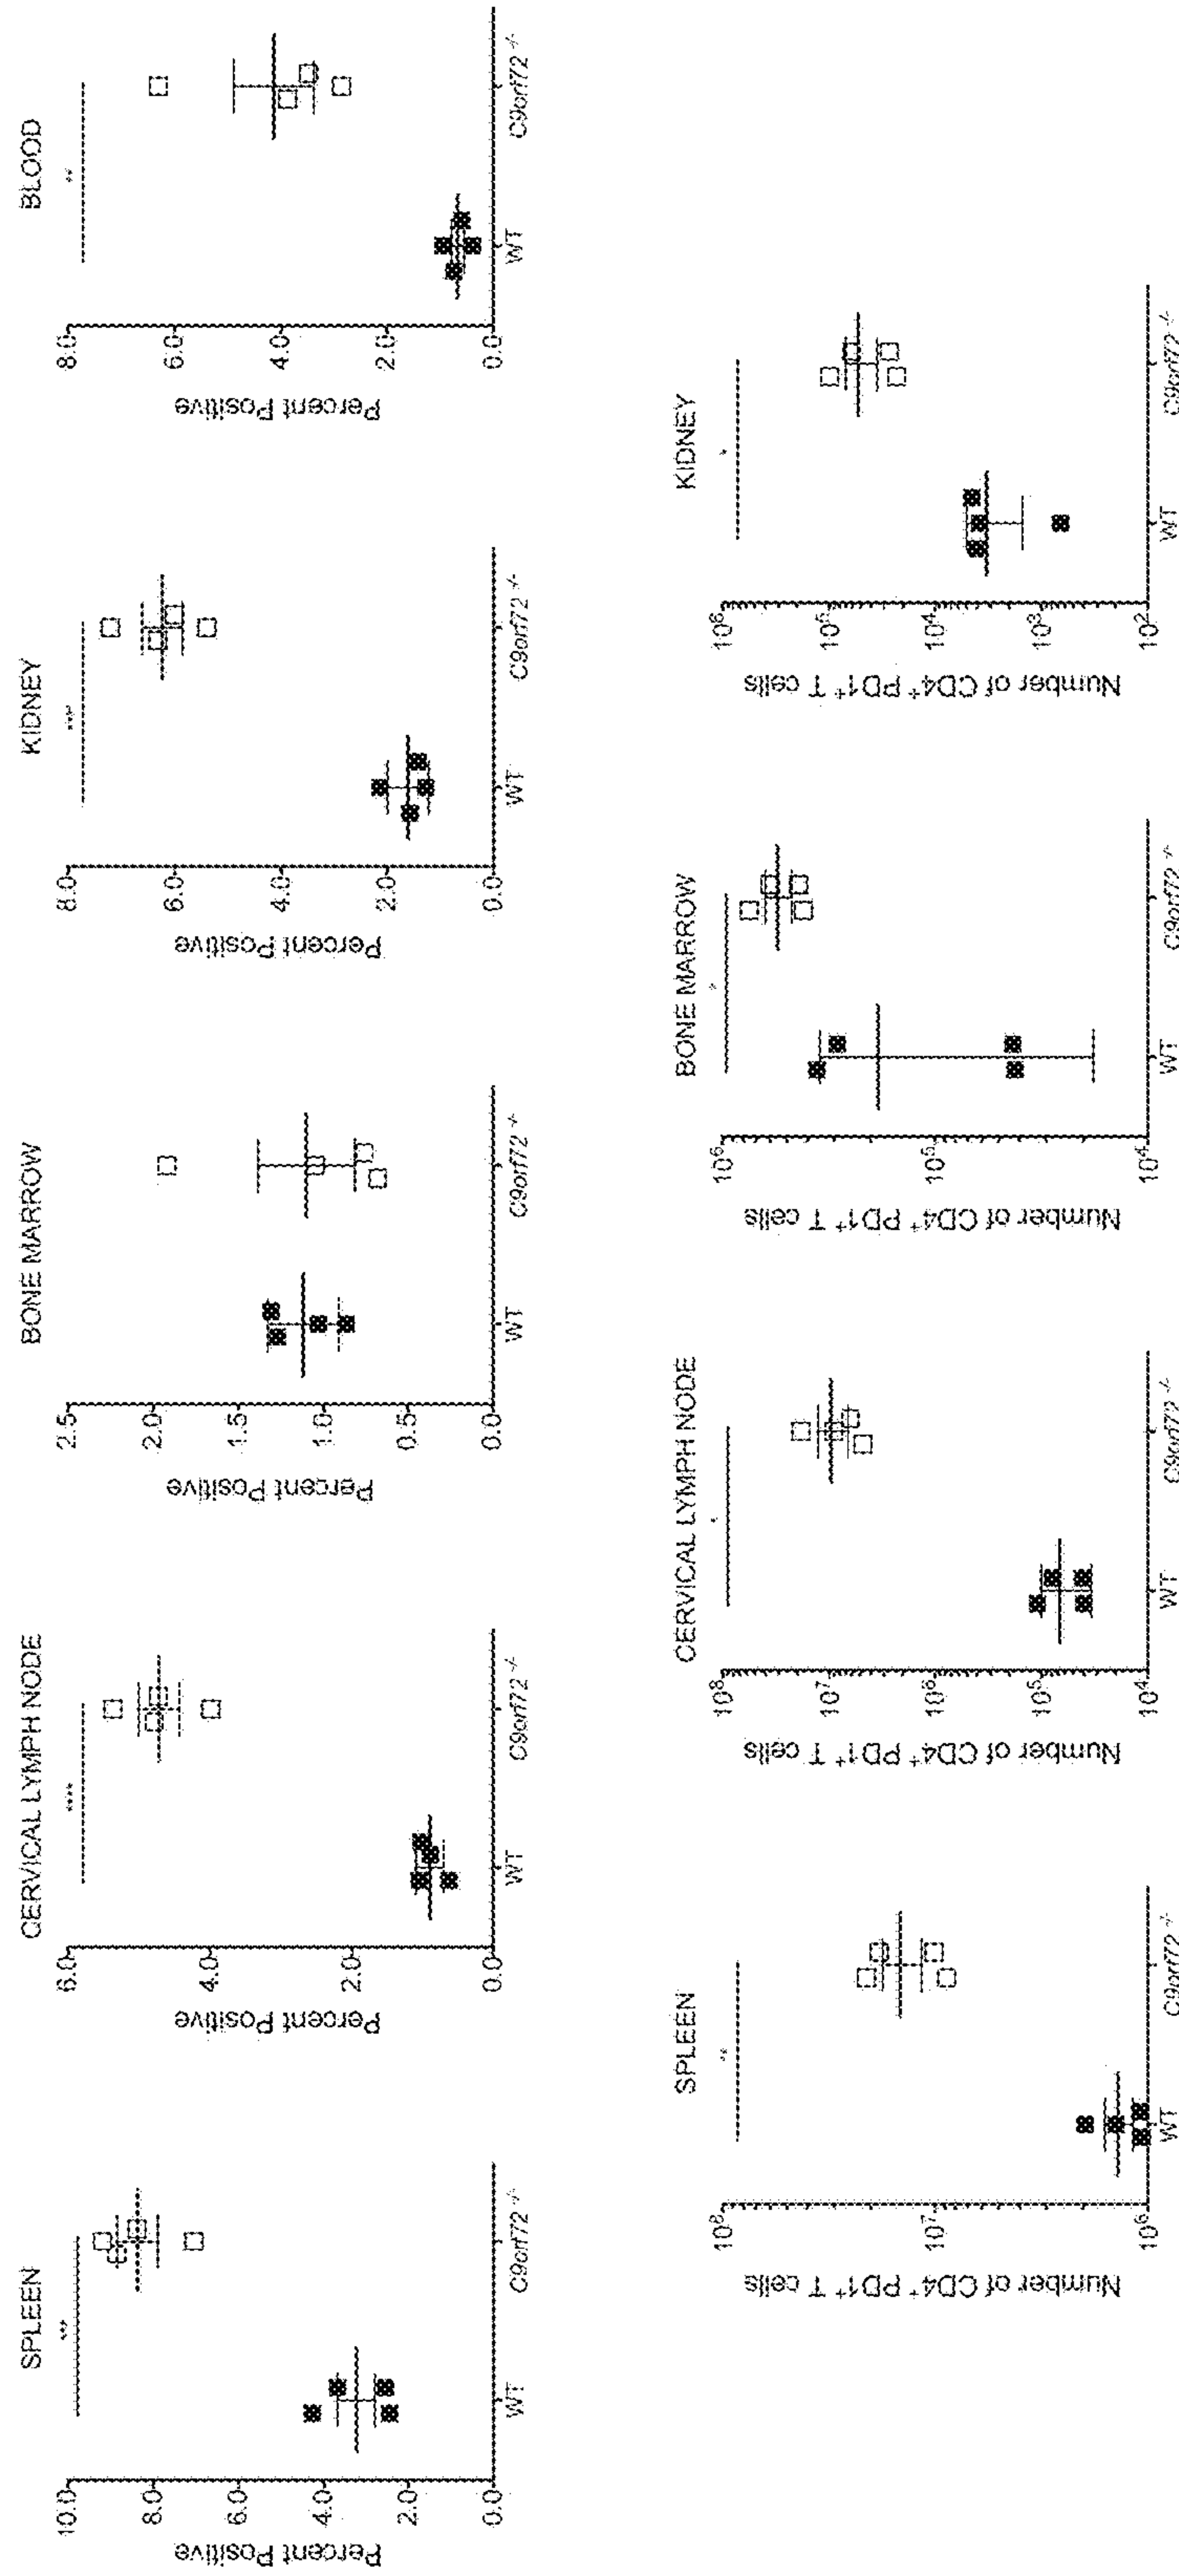 SPLEEN
***
Percent Positive
10.0
8.0
6.0
4.0
2.0
0.0
WT
C9orf72 -/-
CERVICAL LYMPH NODE
****
Percent Positive
6.0
4.0
2.0
0.0
WT
C9orf72 -/-
BONE MARROW
Percent Positive
2.5
2.0
1.5
1.0
0.5
0.0
WT
C9orf72 -/-
KIDNEY
***
Percent Positive
8.0
6.0
4.0
2.0
0.0
WT
C9orf72 -/-
BLOOD
**
Percent Positive
8.0
6.0
4.0
2.0
0.0
WT
C9orf72 -/-
SPLEEN
**
Number of CD4⁺ PD1⁺ T cells
10⁸
10⁷
10⁶
WT
C9orf72 -/-
CERVICAL LYMPH NODE
*
Number of CD4⁺ PD1⁺ T cells
10⁸
10⁷
10⁶
10⁵
10⁴
WT
C9orf72 -/-
BONE MARROW
*
Number of CD4⁺ PD1⁺ T cells
10⁶
10⁵
10⁴
WT
C9orf72 -/-
KIDNEY
*
Number of CD4⁺ PD1⁺ T cells
10⁶
10⁵
10⁴
10³
10²
WT
C9orf72 -/-